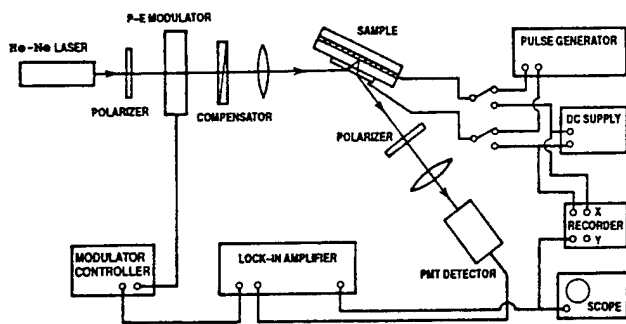 He-Ne LASER
P-E MODULATOR
SAMPLE
PULSE GENERATOR
POLARIZER
COMPENSATOR
POLARIZER
DC SUPPLY
X
RECORDER
Y
MODULATOR
CONTROLLER
LOCK-IN AMPLIFIER
PMT DETECTOR
SCOPE